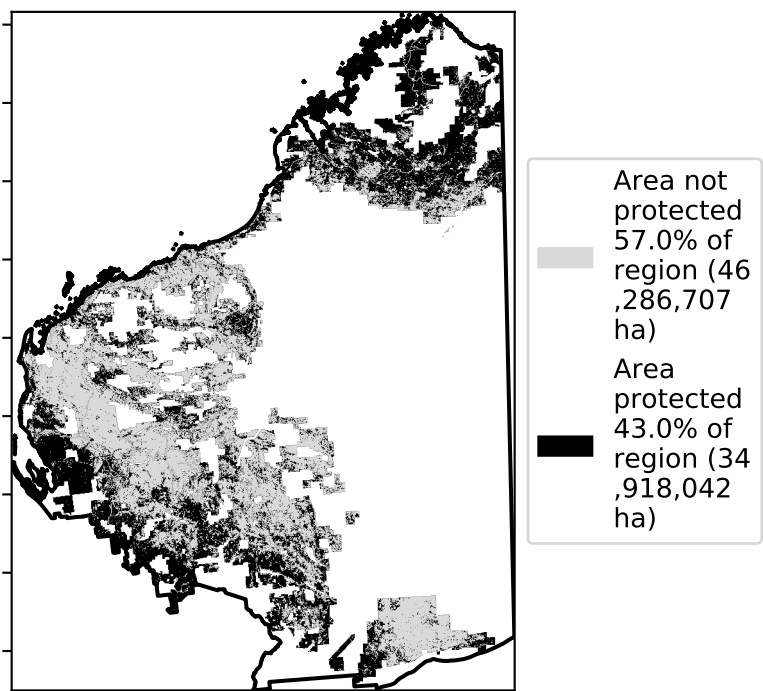 Area not
protected
57.0% of
region (46
,286,707
ha)
Area
protected
43.0% of
region (34
,918,042
ha)